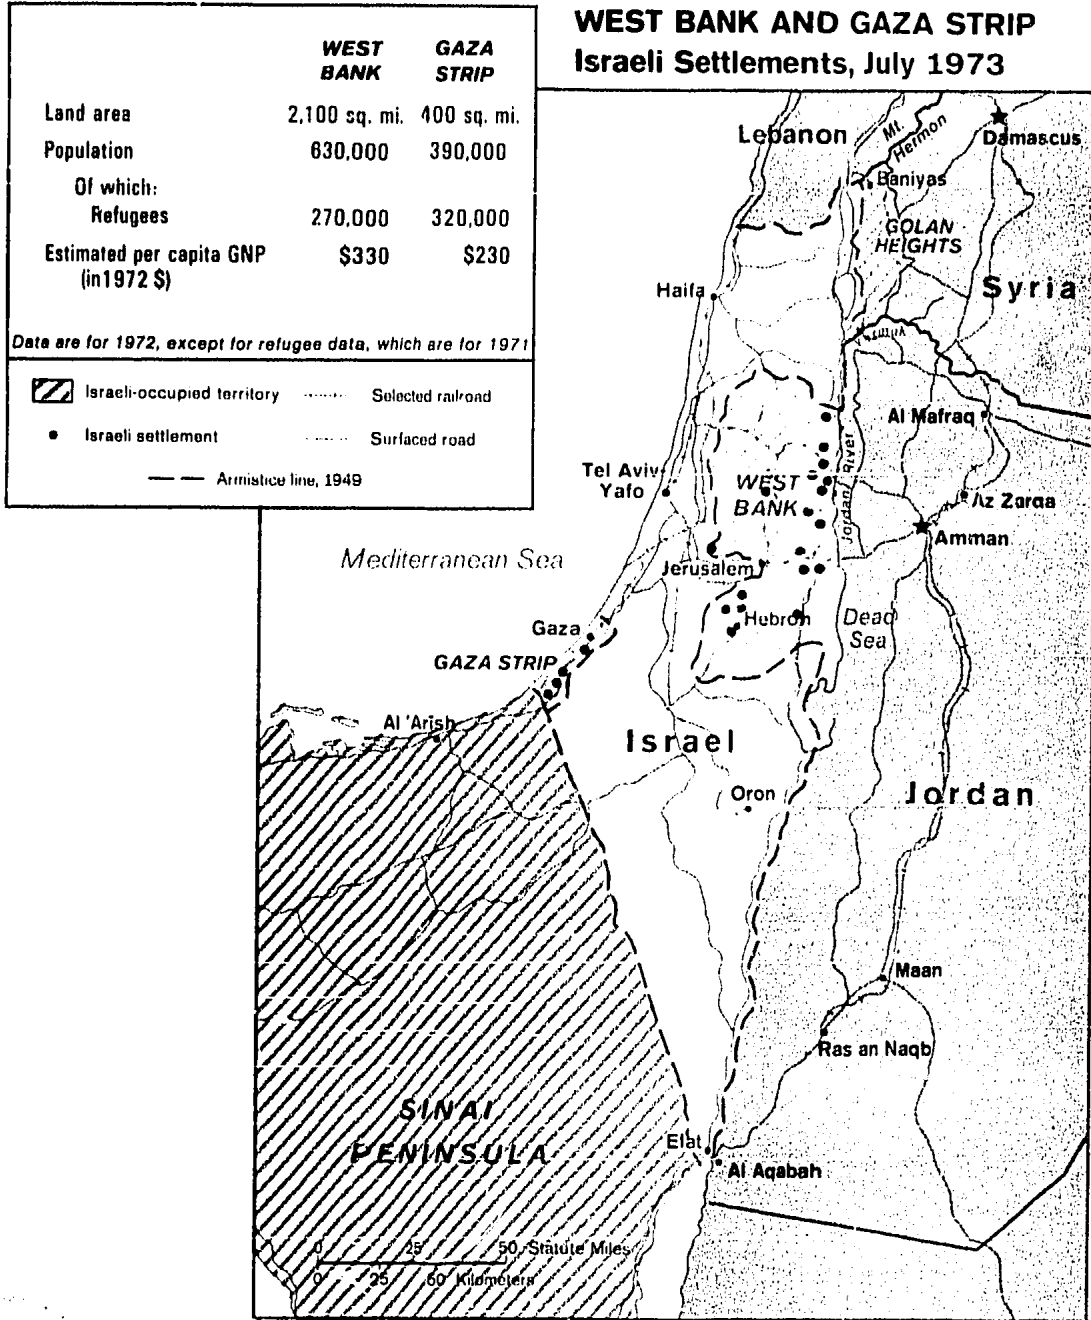 WEST BANK AND GAZA STRIP
Israeli Settlements, July 1973
WEST BANK
GAZA STRIP
Land area 2,100 sq. mi. 400 sq. mi.
Population 630,000 390,000
Of which:
Refugees 270,000 320,000
Estimated per capita GNP $330 $230
(in 1972 $)
Data are for 1972, except for refugee data, which are for 1971
Israeli-occupied territory
Selected railroad
Israeli settlement
Surfaced road
Armistice line, 1949
Lebanon
Mt. Hermon
Damascus
Baniyas
GOLAN
HEIGHTS
Syria
Haifa
Al Mafraq
Tel Aviv-
Yafo
WEST
BANK
Jordan River
Az Zarqa
Amman
Mediterranean Sea
Jerusalem
Hebron
Dead
Sea
Gaza
GAZA STRIP
Al 'Arish
Israel
Oron
Jordan
Maan
Ras an Naqb
SINAI
PENINSULA
Elat
Al Aqabah
0 25 50 Statute Miles
0 25 50 Kilometers